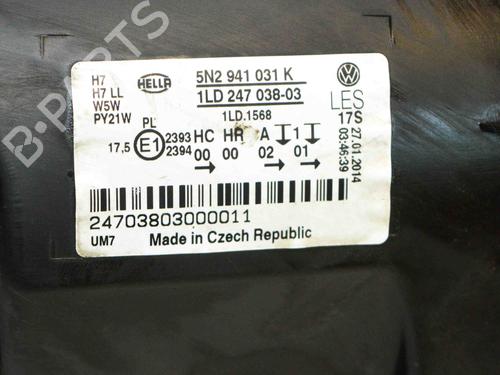 B-PARTS
H7
H7 LL
W5W
PY21W
HELLA
5N2 941 031 K
1LD 247 038-03
1LD.1568
LES
17S
27.01.2014
03:46:39
PL
17,5 E1 2393
2394
HC HR A 1
00 00 02 01
24703803000011
UM7 Made in Czech Republic